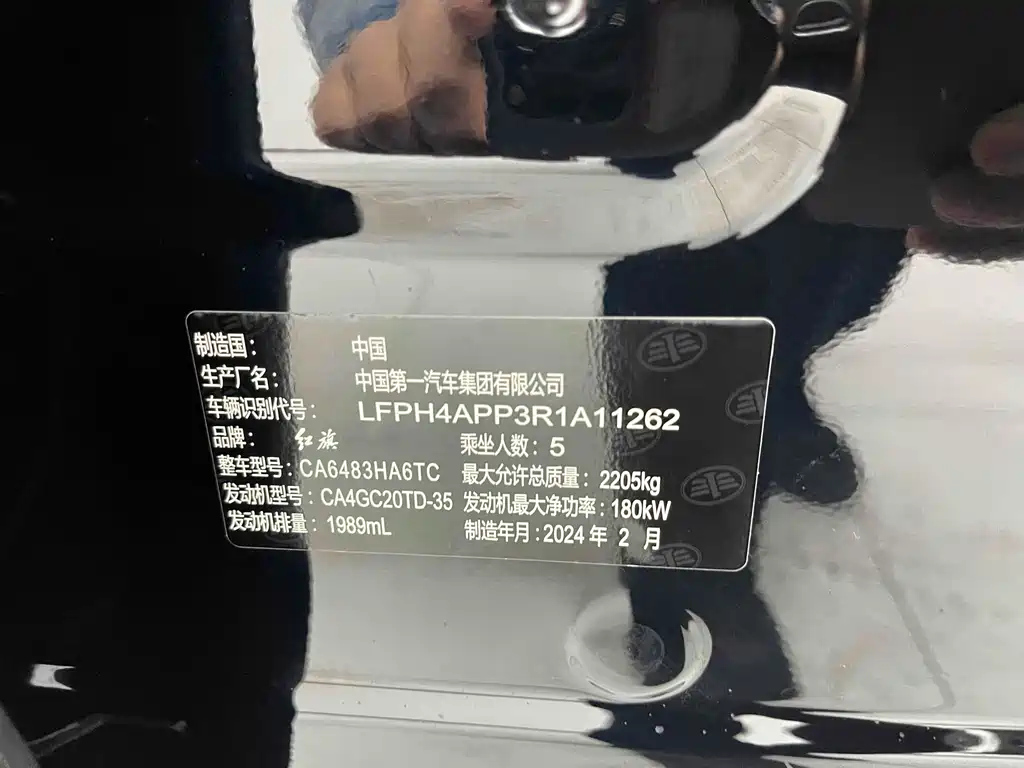 制造国： 中国
生产厂名： 中国第一汽车集团有限公司
车辆识别代号： LFPH4APP3R1A11262
品牌： 红旗 乘坐人数：5
整车型号：CA6483HA6TC 最大允许总质量：2205kg
发动机型号：CA4GC20TD-35 发动机最大净功率：180kW
发动机排量：1989mL 制造年月：2024 年 2 月